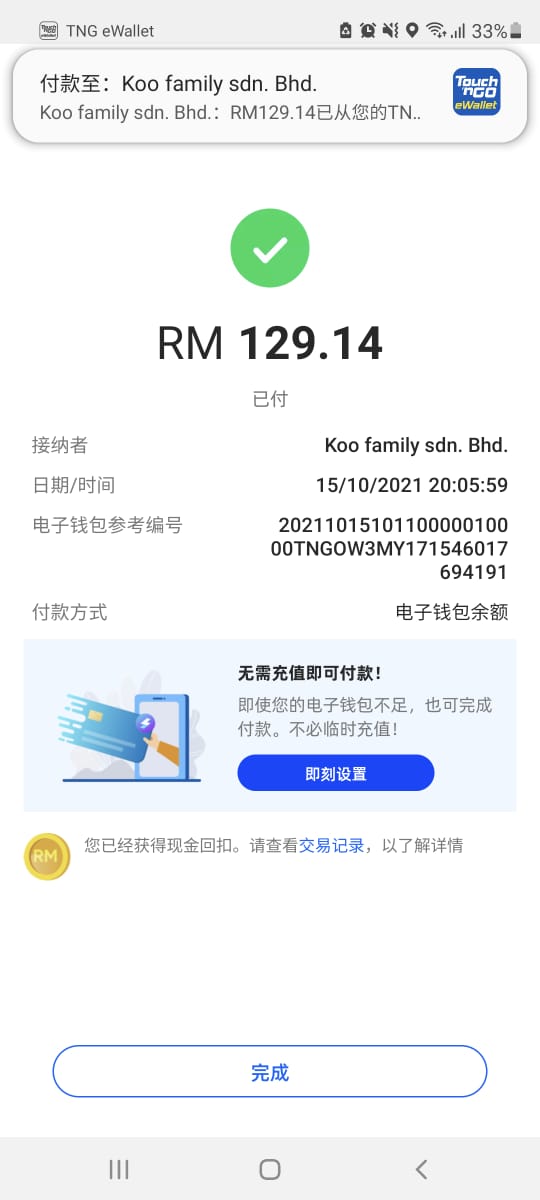 TNG eWallet
33%
付款至：Koo family sdn. Bhd.
Koo family sdn. Bhd.：RM129.14已从您的TN..
Touch
'nGO
eWallet
RM 129.14
已付
接纳者 Koo family sdn. Bhd.
日期/时间 15/10/2021 20:05:59
电子钱包参考编号 20211015101100000100
00TNGOW3MY171546017
694191
付款方式 电子钱包余额
无需充值即可付款！
即使您的电子钱包不足，也可完成
付款。不必临时充值！
即刻设置
RM
您已经获得现金回扣。请查看交易记录，以了解详情
完成